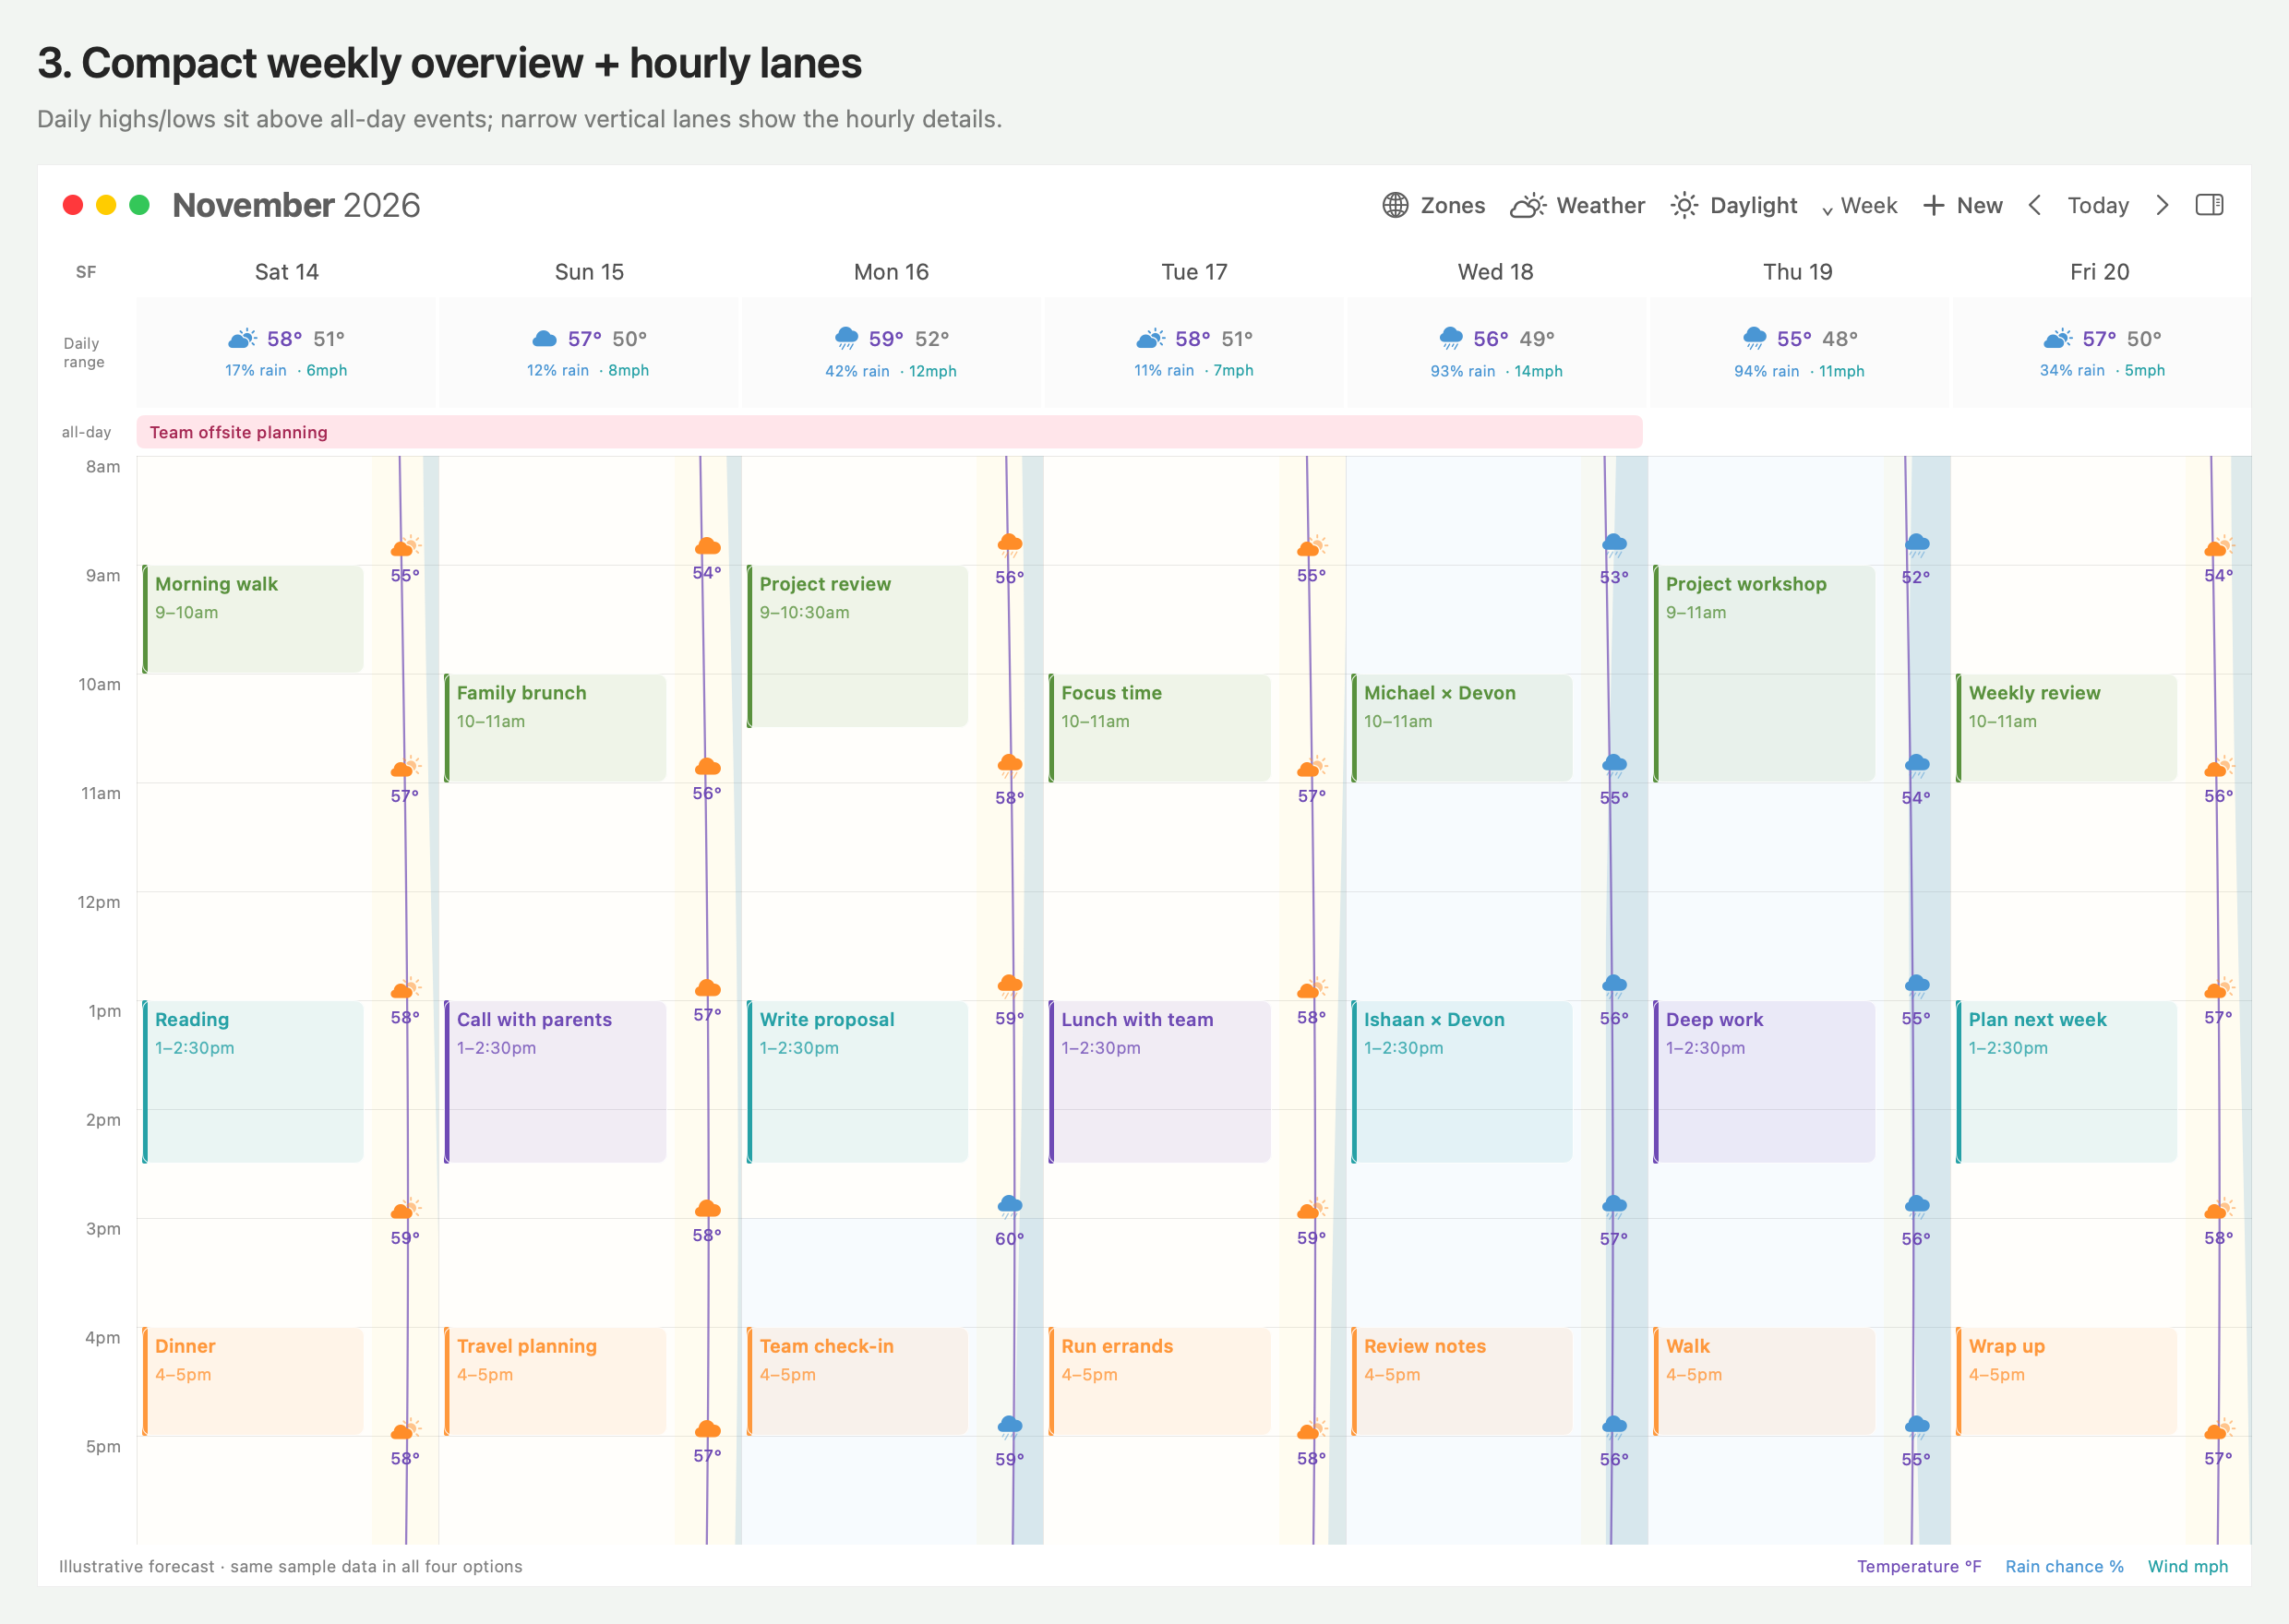 3. Compact weekly overview + hourly lanes
Daily highs/lows sit above all-day events; narrow vertical lanes show the hourly details.
November 2026
Zones Weather Daylight Week + New Today
SF Sat 14 Sun 15 Mon 16 Tue 17 Wed 18 Thu 19 Fri 20
Daily range
58° 51° 57° 50° 59° 52° 58° 51° 56° 49° 55° 48° 57° 50°
17% rain · 6mph 12% rain · 8mph 42% rain · 12mph 11% rain · 7mph 93% rain · 14mph 94% rain · 11mph 34% rain · 5mph
all-day Team offsite planning
8am
9am 55° 54° 56° 55° 53° 52° 54°
Morning walk Project review Project workshop
9–10am 9–10:30am 9–11am
10am
Family brunch Focus time Michael × Devon Weekly review
10–11am 10–11am 10–11am 10–11am
11am 57° 56° 58° 57° 55° 54° 56°
12pm
1pm 58° 57° 59° 58° 56° 55° 57°
Reading Call with parents Write proposal Lunch with team Ishaan × Devon Deep work Plan next week
1–2:30pm 1–2:30pm 1–2:30pm 1–2:30pm 1–2:30pm 1–2:30pm 1–2:30pm
2pm
3pm 59° 58° 60° 59° 57° 56° 58°
4pm
Dinner Travel planning Team check-in Run errands Review notes Walk Wrap up
4–5pm 4–5pm 4–5pm 4–5pm 4–5pm 4–5pm 4–5pm
5pm 58° 57° 59° 58° 56° 55° 57°
Illustrative forecast · same sample data in all four options
Temperature °F Rain chance % Wind mph